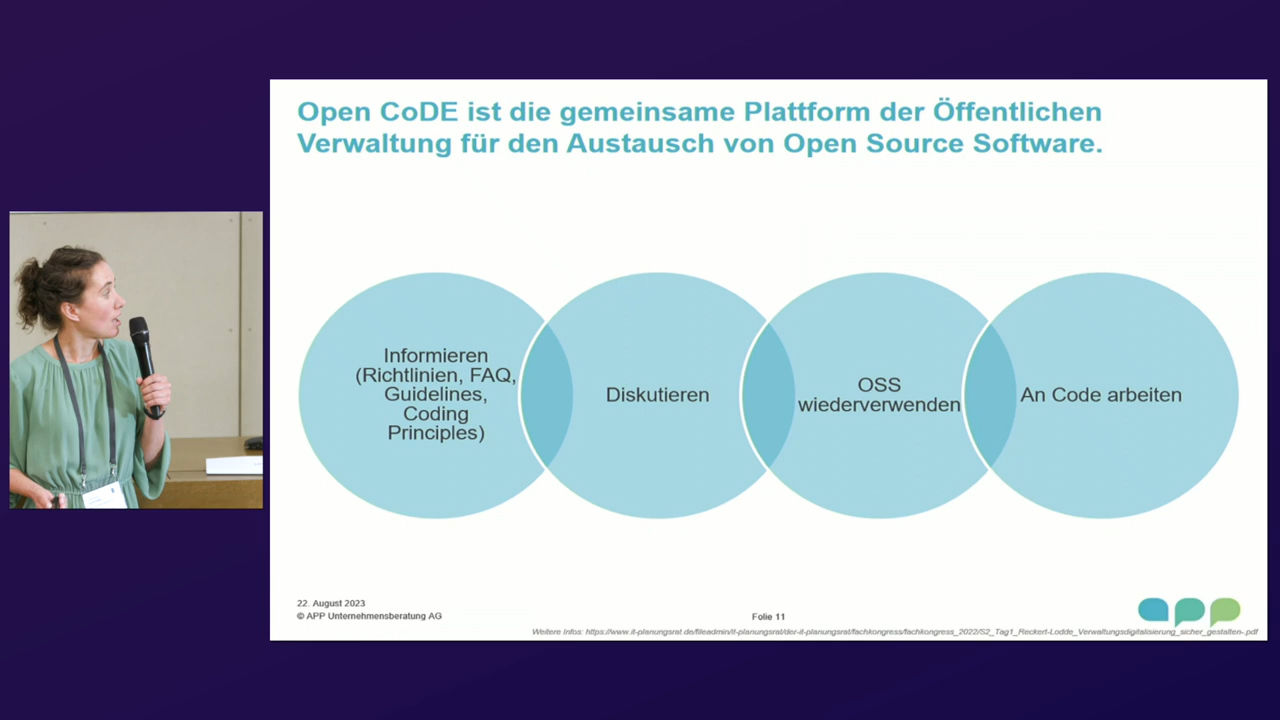 Open CoDE ist die gemeinsame Plattform der Öffentlichen
Verwaltung für den Austausch von Open Source Software.
Informieren
(Richtlinien, FAQ,
Guidelines,
Coding
Principles)
Diskutieren
OSS
wiederverwenden
An Code arbeiten
22. August 2023
© APP Unternehmensberatung AG
Folie 11
app
Weitere Infos: https://www.it-planungsrat.de/fileadmin/it-planungsrat/der-it-planungsrat/fachkongress/fachkongress_2022/S2_Tag1_Reckert-Lodde_Verwaltungsdigitalisierung_sicher_gestalten-.pdf